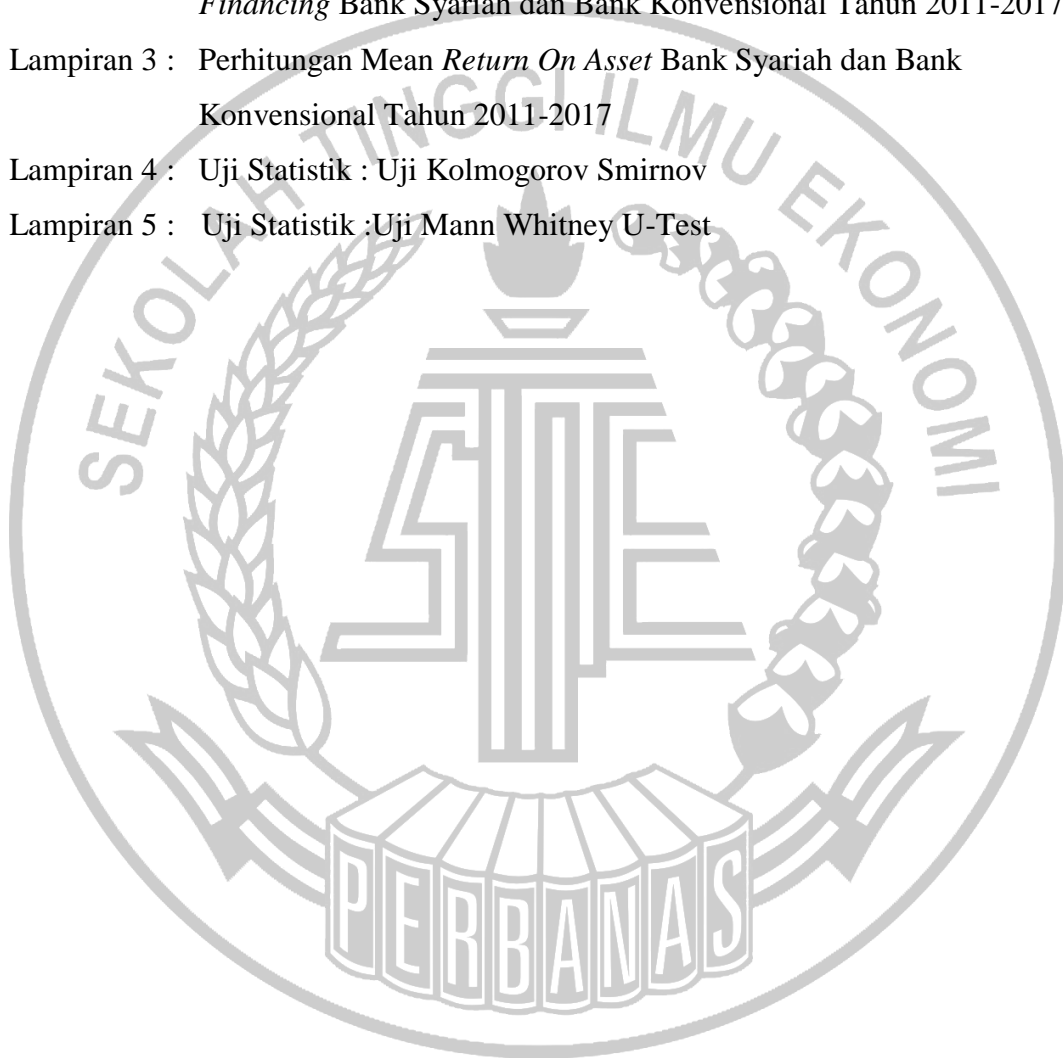 Financing Bank Syariah dan Bank Konvensional Tahun 2011-2017
Lampiran 3 : Perhitungan Mean Return On Asset Bank Syariah dan Bank
Konvensional Tahun 2011-2017
Lampiran 4 : Uji Statistik : Uji Kolmogorov Smirnov
Lampiran 5 : Uji Statistik :Uji Mann Whitney U-Test
SEKOLAH TINGGI ILMU EKONOMI
STIE
PERBANAS